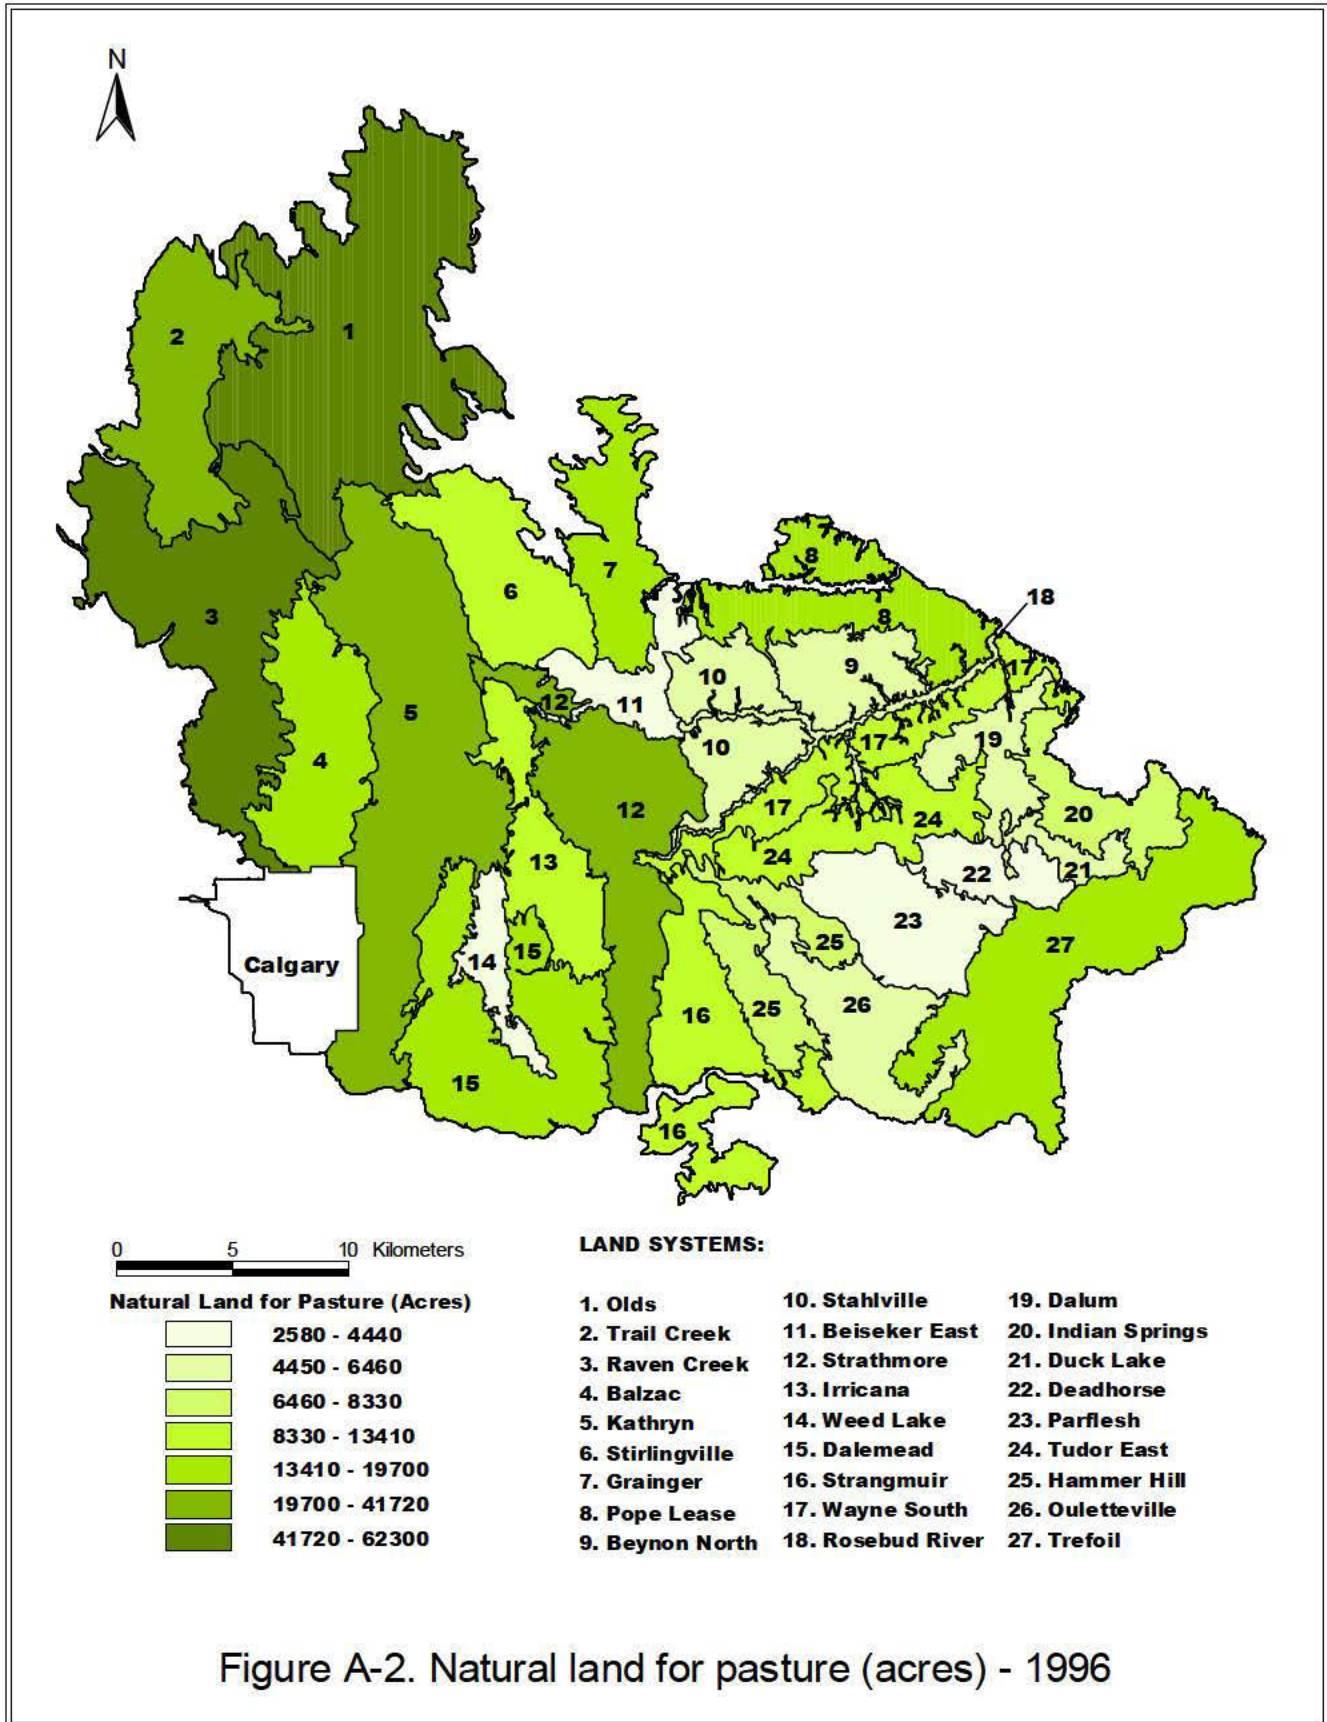 N
1
2
7
8
6
8
18
3
17
10
9
12
11
5
10
19
17
4
12
17
24
20
13
24
22
21
23
25
27
15
14
Calgary
25
26
16
15
16
0 5 10 Kilometers
Natural Land for Pasture (Acres)
2580 - 4440
4450 - 6460
6460 - 8330
8330 - 13410
13410 - 19700
19700 - 41720
41720 - 62300
LAND SYSTEMS:
1. Olds
2. Trail Creek
3. Raven Creek
4. Balzac
5. Kathryn
6. Stirlingville
7. Grainger
8. Pope Lease
9. Beynon North
10. Stahlville
11. Beiseker East
12. Strathmore
13. Irricana
14. Weed Lake
15. Dalemead
16. Strangmuir
17. Wayne South
18. Rosebud River
19. Dalum
20. Indian Springs
21. Duck Lake
22. Deadhorse
23. Parflesh
24. Tudor East
25. Hammer Hill
26. Ouletteville
27. Trefoil
Figure A-2. Natural land for pasture (acres) - 1996